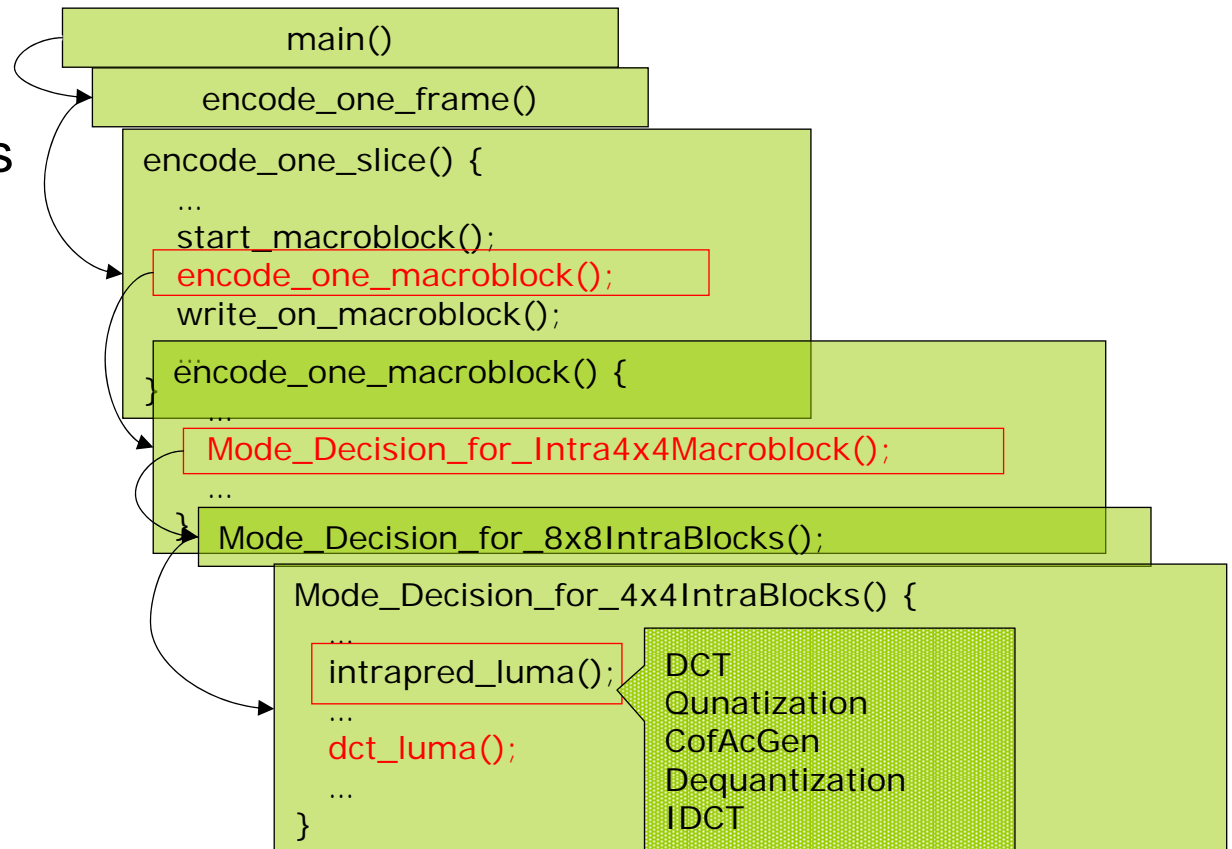 main()
encode_one_frame()
s
encode_one_slice() {
...
start_macroblock();
encode_one_macroblock();
write_on_macroblock();
...
}
encode_one_macroblock() {
...
Mode_Decision_for_Intra4x4Macroblock();
...
}
Mode_Decision_for_8x8IntraBlocks();
Mode_Decision_for_4x4IntraBlocks() {
...
intrapred_luma();
...
dct_luma();
...
}
DCT
Qunatization
CofAcGen
Dequantization
IDCT